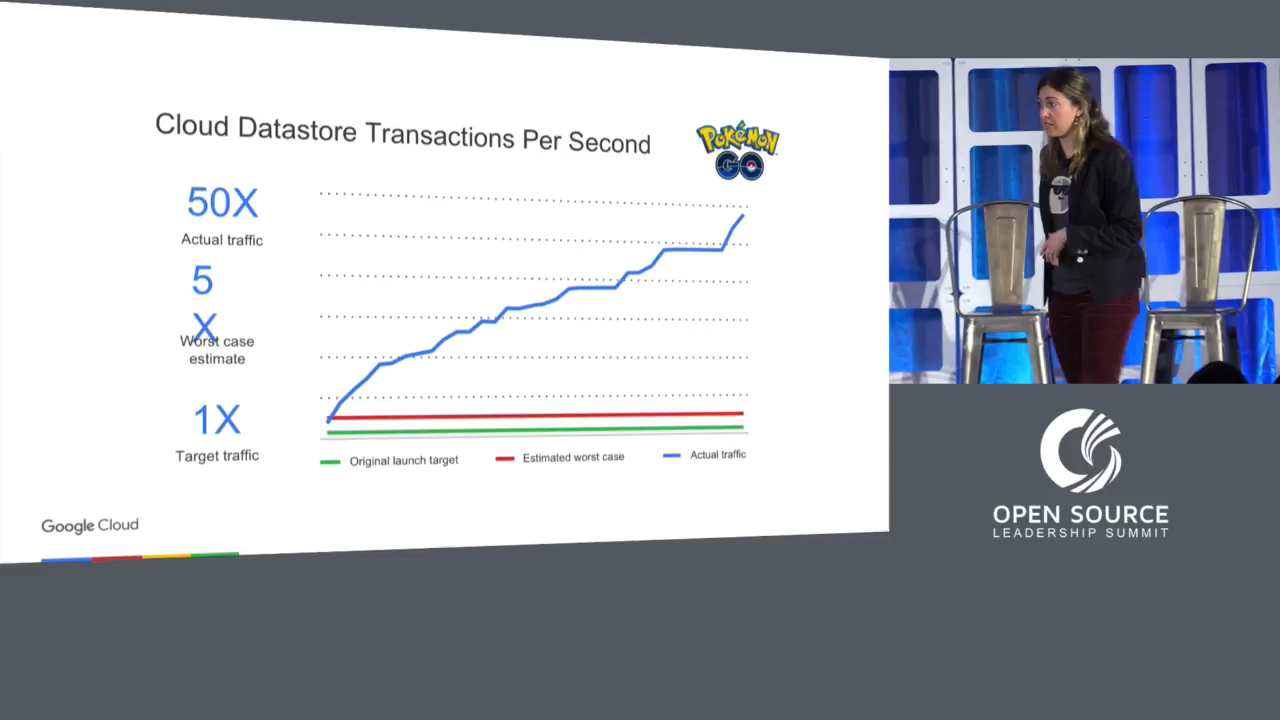 Cloud Datastore Transactions Per Second
POKéMON
GO
50X
Actual traffic
5
X
Worst case
estimate
1X
Target traffic
Original launch target
Estimated worst case
Actual traffic
Google Cloud
OPEN SOURCE
LEADERSHIP SUMMIT